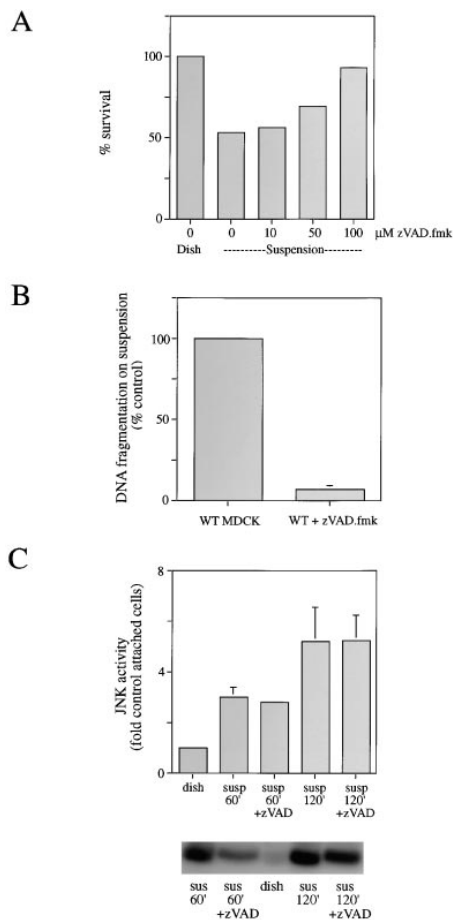 A
% survival
100
50
0
0 0 10 50 100 μM zVAD.fmk
Dish ----------Suspension----------
B
DNA fragmentation on suspension
(% control)
100
50
0
WT MDCK WT + zVAD.fmk
C
JNK activity
(fold control attached cells)
8
4
0
dish susp susp susp susp
60' 60' 120' 120'
+zVAD +zVAD
sus sus dish sus sus
60' 60' 120' 120'
+zVAD +zVAD